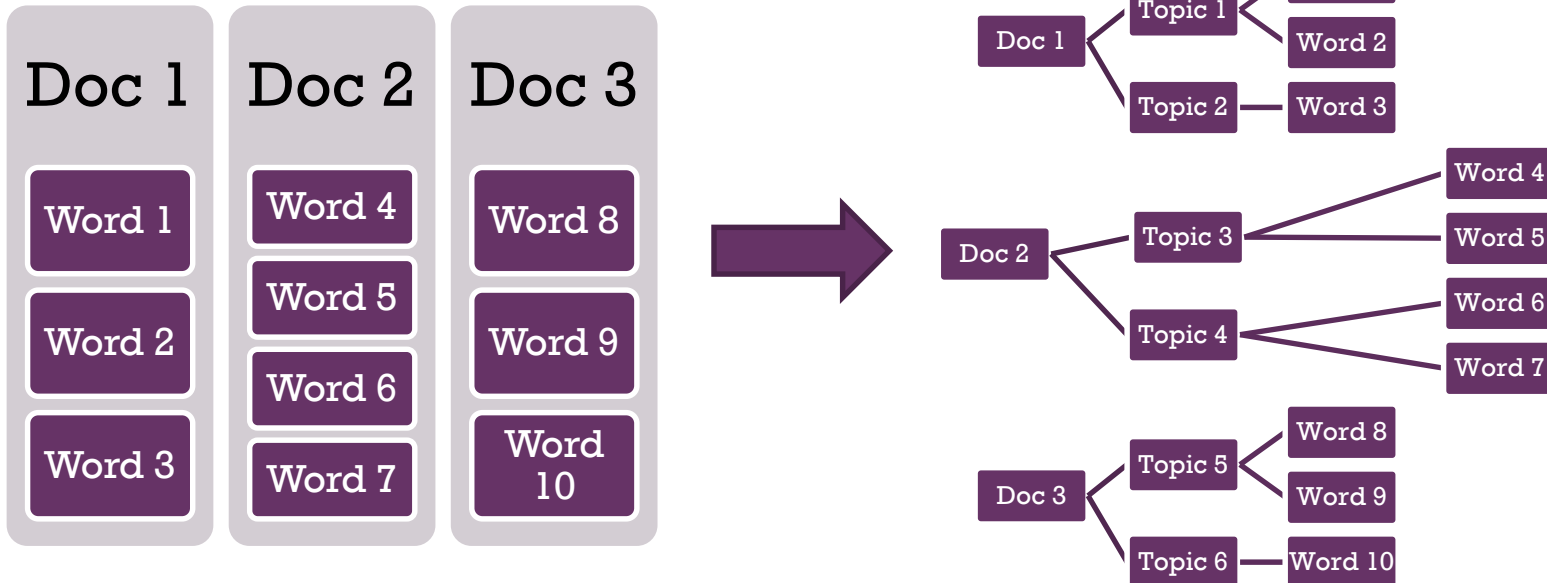 Doc 1
Word 1
Word 2
Word 3
Doc 2
Word 4
Word 5
Word 6
Word 7
Doc 3
Word 8
Word 9
Word
10
Doc 1
Topic 1
Word 2
Topic 2
Word 3
Doc 2
Topic 3
Word 4
Word 5
Topic 4
Word 6
Word 7
Doc 3
Topic 5
Word 8
Word 9
Topic 6
Word 10